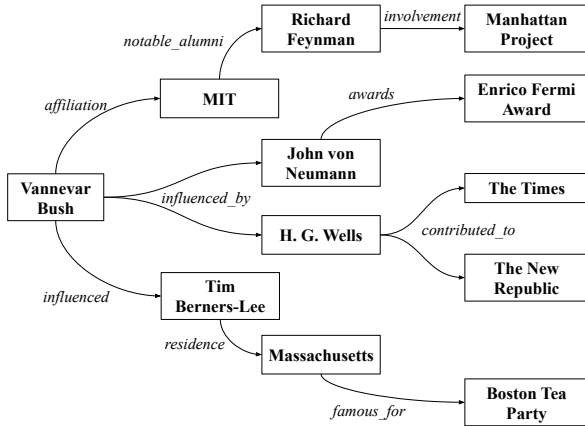 Richard
Feynman
involvement
Manhattan
Project
notable_alumni
MIT
affiliation
awards
Enrico Fermi
Award
John von
Neumann
Vannevar
Bush
influenced_by
The Times
H. G. Wells
contributed_to
The New
Republic
influenced
Tim
Berners-Lee
residence
Massachusetts
famous_for
Boston Tea
Party